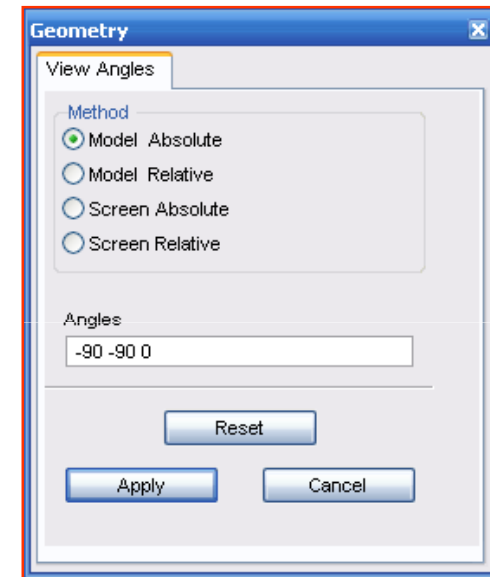 Geometry
View Angles
Method
Model Absolute
Model Relative
Screen Absolute
Screen Relative
Angles
-90 -90 0
Reset
Apply Cancel